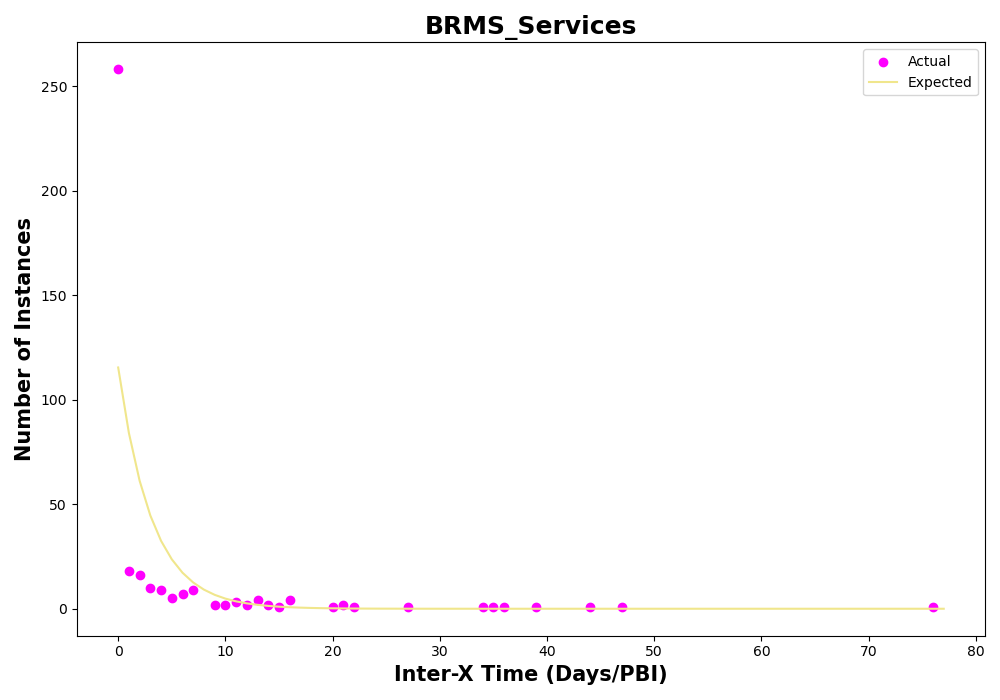 BRMS_Services
Actual
Expected
Number of Instances
250
200
150
100
50
0
0 10 20 30 40 50 60 70 80
Inter-X Time (Days/PBI)